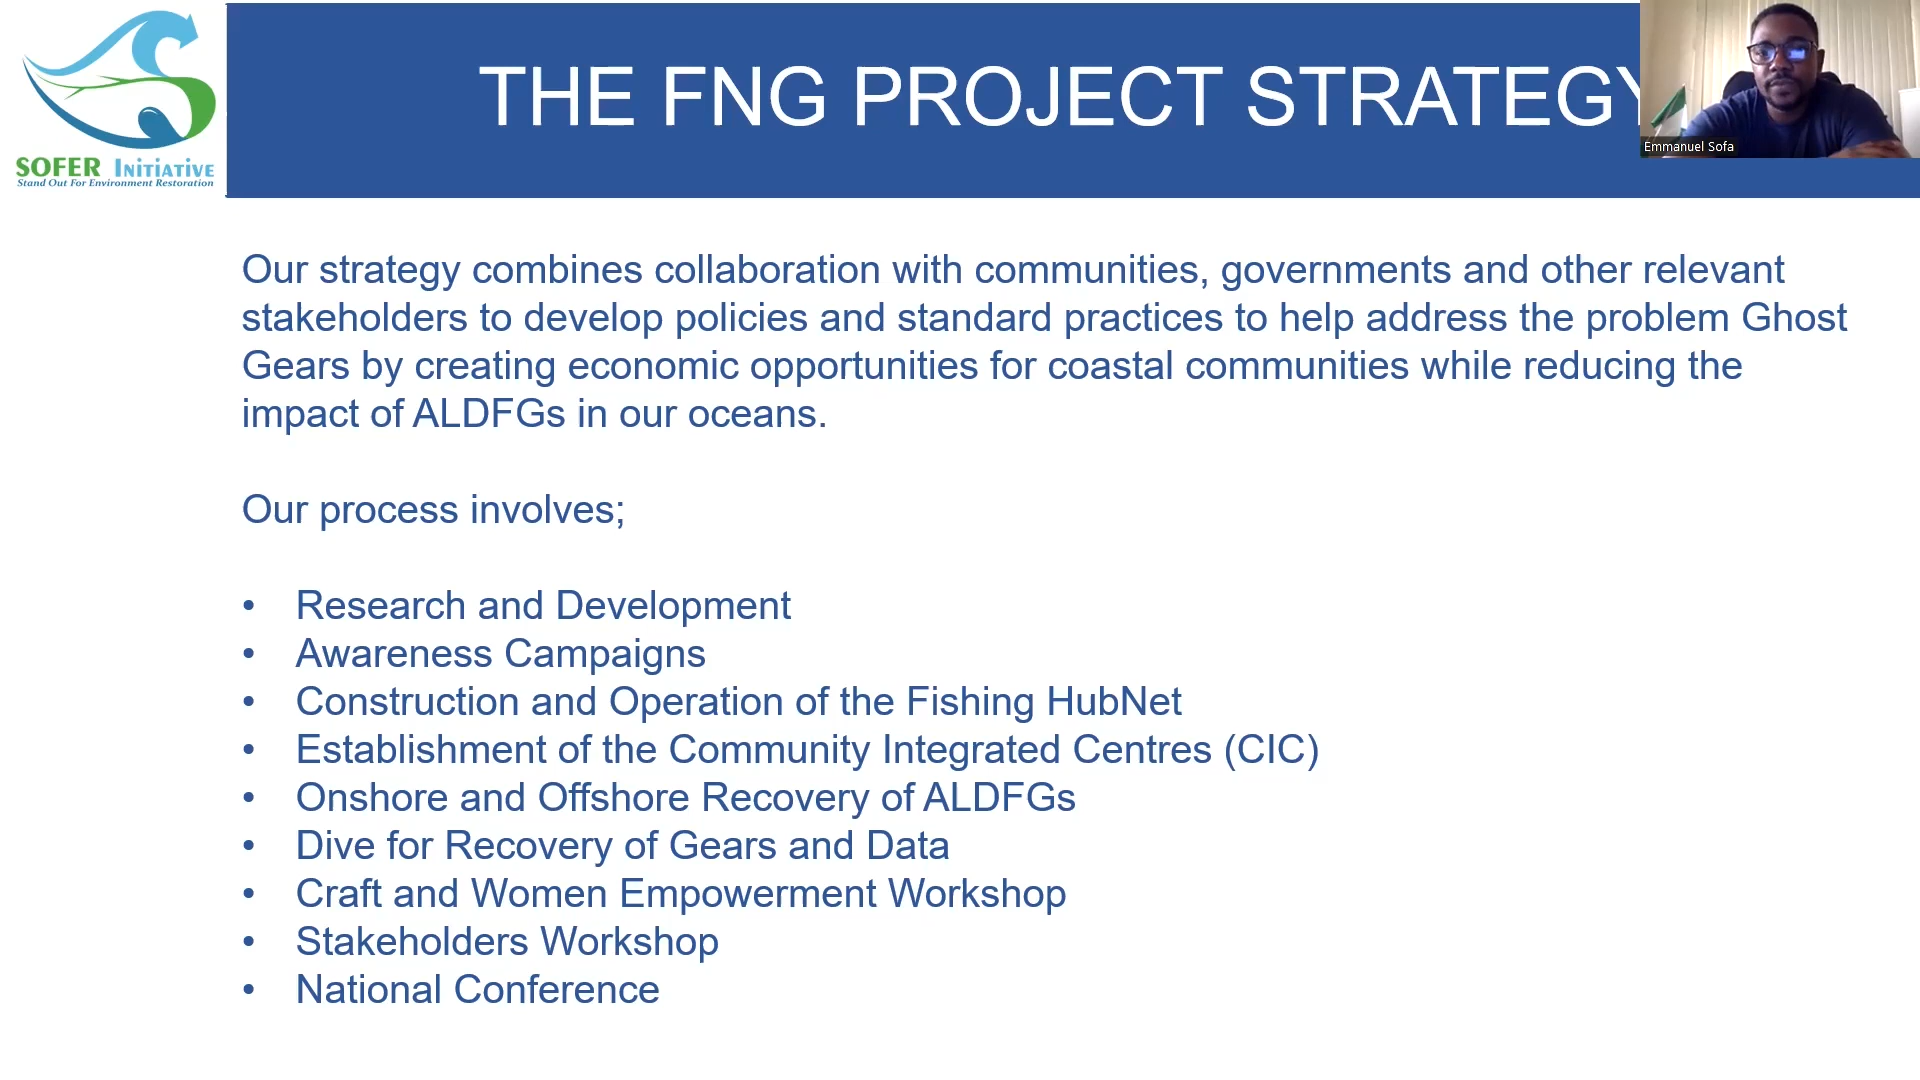 THE FNG PROJECT STRATEGY
Emmanuel Sofa
SOFER INITIATIVE
Stand Out For Environment Restoration
Our strategy combines collaboration with communities, governments and other relevant
stakeholders to develop policies and standard practices to help address the problem Ghost
Gears by creating economic opportunities for coastal communities while reducing the
impact of ALDFGs in our oceans.
Our process involves;
• Research and Development
• Awareness Campaigns
• Construction and Operation of the Fishing HubNet
• Establishment of the Community Integrated Centres (CIC)
• Onshore and Offshore Recovery of ALDFGs
• Dive for Recovery of Gears and Data
• Craft and Women Empowerment Workshop
• Stakeholders Workshop
• National Conference